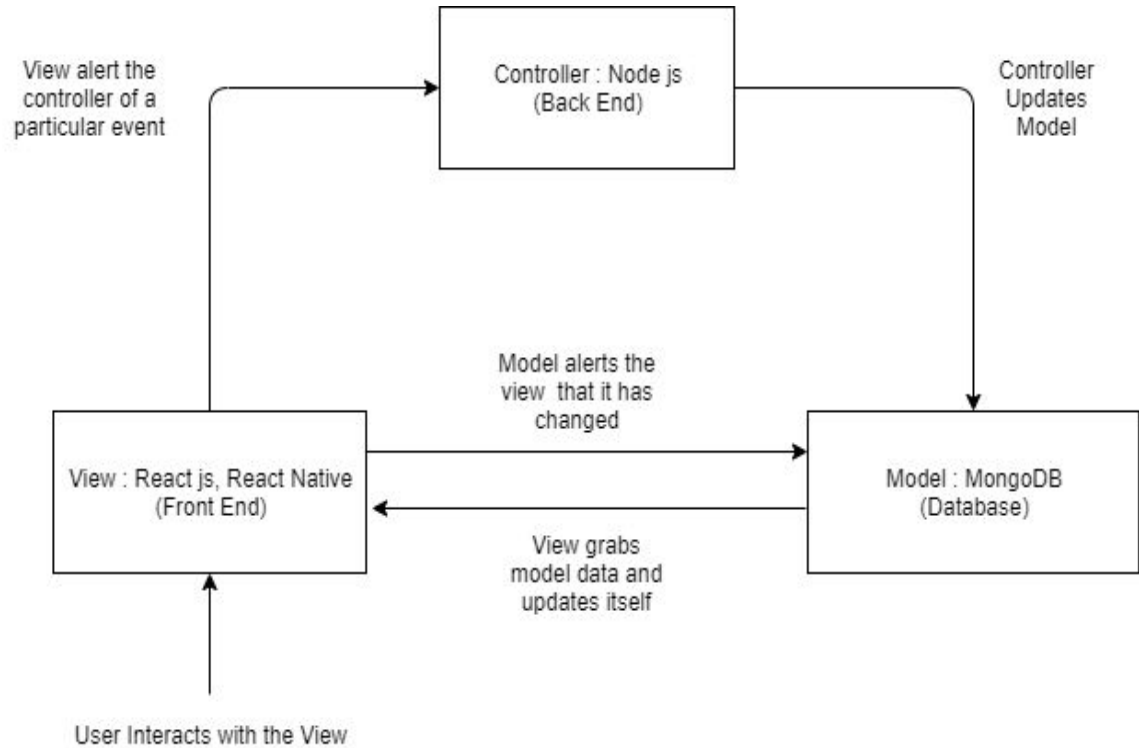 View alert the
controller of a
particular event
Controller : Node js
(Back End)
Controller
Updates
Model
Model alerts the
view that it has
changed
View : React js, React Native
(Front End)
Model : MongoDB
(Database)
View grabs
model data and
updates itself
User Interacts with the View